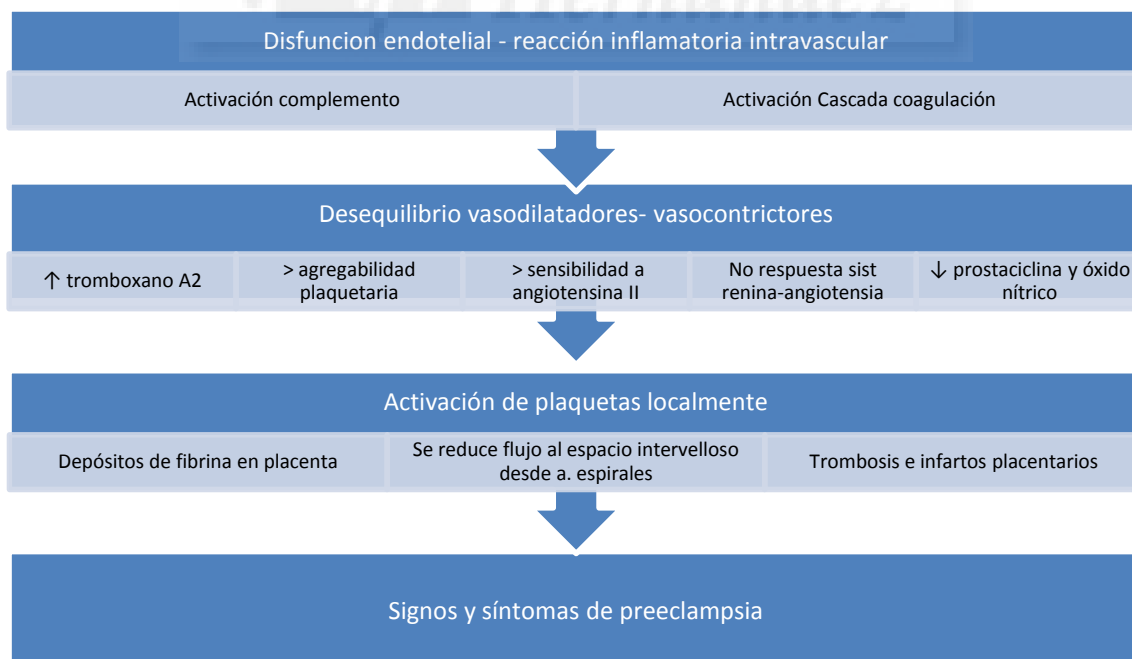 Hernández
Disfuncion endotelial - reacción inflamatoria intravascular
Activación complemento
Activación Cascada coagulación
Desequilibrio vasodilatadores- vasocontrictores
↑ tromboxano A2
> agregabilidad
plaquetaria
> sensibilidad a
angiotensina II
No respuesta sist
renina-angiotensia
↓ prostaciclina y óxido
nítrico
Activación de plaquetas localmente
Depósitos de fibrina en placenta
Se reduce flujo al espacio intervelloso
desde a. espirales
Trombosis e infartos placentarios
Signos y síntomas de preeclampsia